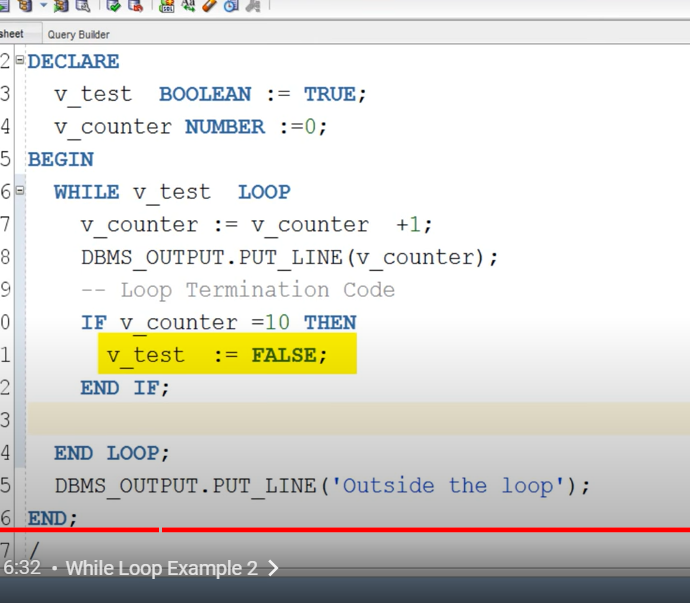 sheet Query Builder
2 DECLARE
3 v_test BOOLEAN := TRUE;
4 v_counter NUMBER :=0;
5 BEGIN
6 WHILE v_test LOOP
7 v_counter := v_counter +1;
8 DBMS_OUTPUT.PUT_LINE(v_counter);
9 -- Loop Termination Code
0 IF v_counter =10 THEN
1 v_test := FALSE;
2 END IF;
3
4 END LOOP;
5 DBMS_OUTPUT.PUT_LINE('Outside the loop');
6 END;
7 /
6:32 • While Loop Example 2 >